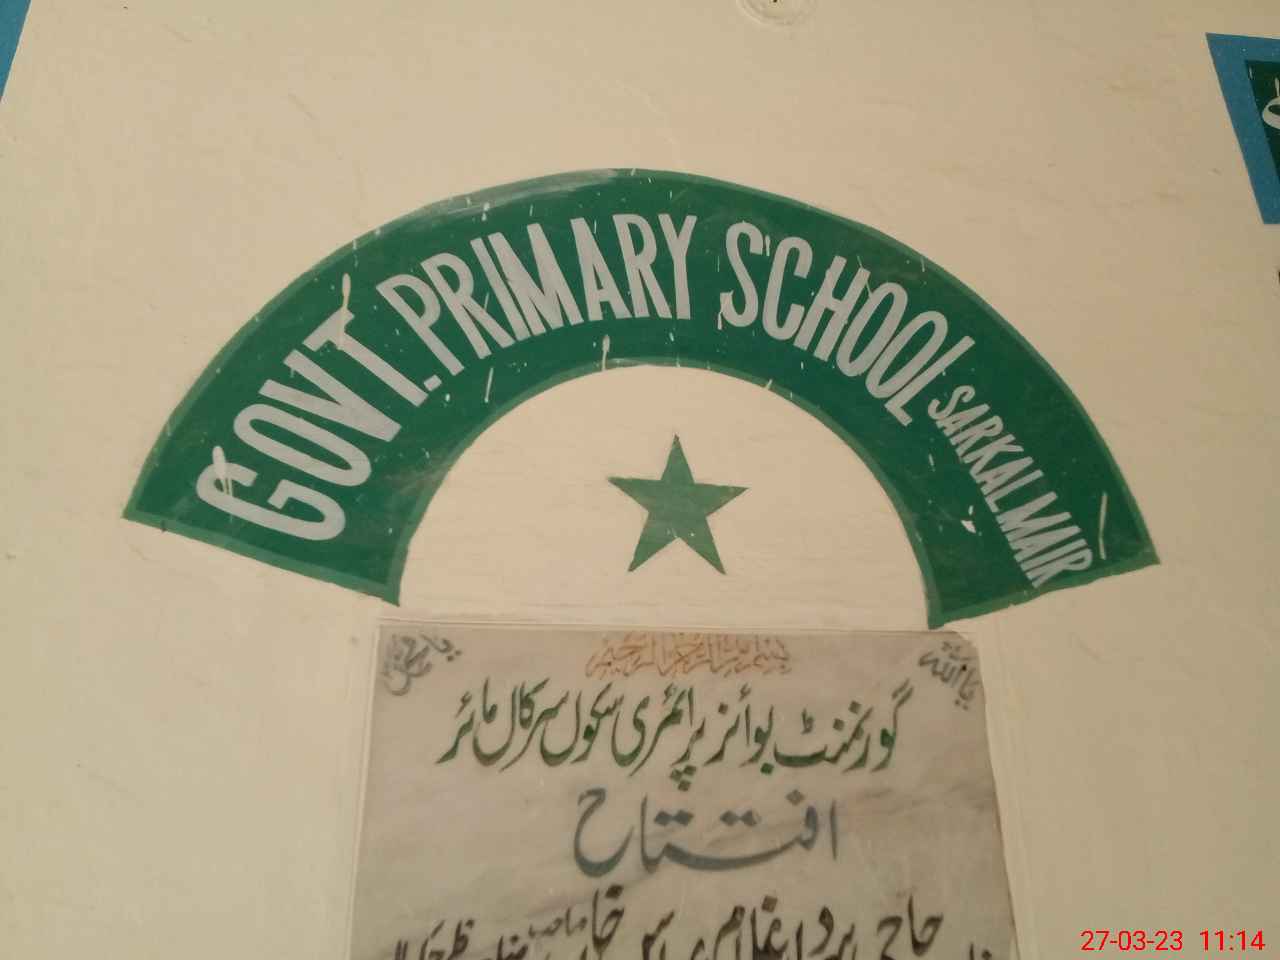 GOVT. PRIMARY SCHOOL SARKAL MAIR
یا محمد
بسم اللہ الرحمن الرحیم
یا اللہ
گورنمنٹ بوائز پرائمری سکول سرکال مائر
افتتاح
حاجی
27-03-23 11:14